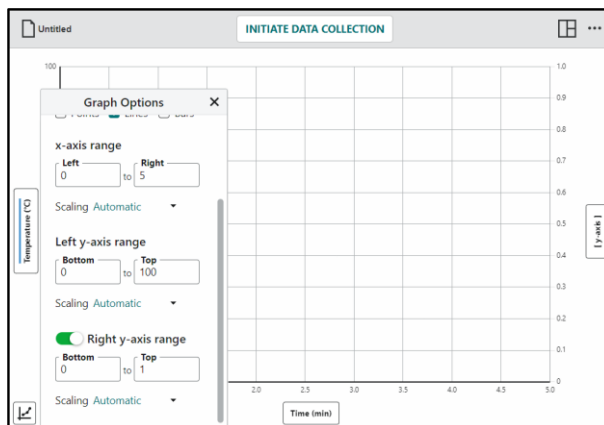 Untitled
INITIATE DATA COLLECTION
100
1.0
Graph Options
Points Lines Bars
0.9
x-axis range
0.8
Left Right
0 to 5
0.7
Scaling Automatic
0.6
Temperature (°C)
[ y-axis ]
Left y-axis range
0.5
Bottom Top
0 to 100
0.4
Scaling Automatic
0.3
Right y-axis range
0.2
Bottom Top
0 to 1
0.1
Scaling Automatic
0
2.0 2.5 3.0 3.5 4.0 4.5 5.0
Time (min)